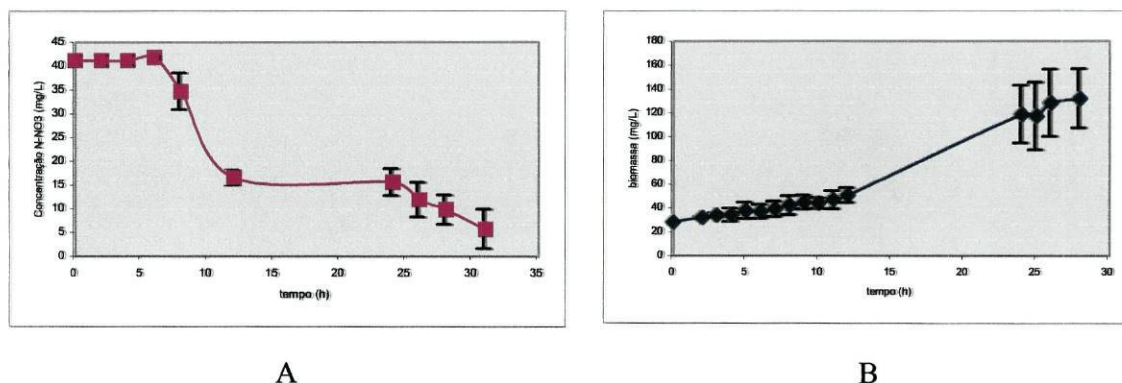 45
40
35
30
25
20
15
10
5
0
Concentração N-NO3 (mg/L)
0 5 10 15 20 25 30 35
tempo (h)
A
180
160
140
120
100
80
60
40
20
0
biomassa (mg/L)
0 5 10 15 20 25 30
tempo (h)
B